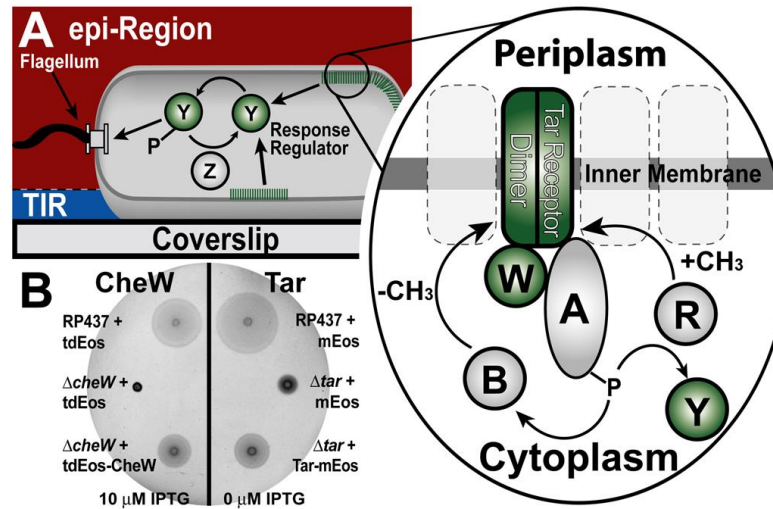 A
epi-Region
Flagellum
Y
Y
P
Z
Response
Regulator
TIR
Coverslip
Periplasm
Tar Receptor
Dimer
Inner Membrane
W
A
-CH₃
+CH₃
R
B
P
Y
Cytoplasm
B
CheW
Tar
RP437 +
tdEos
RP437 +
mEos
ΔcheW +
tdEos
Δtar +
mEos
ΔcheW +
tdEos-CheW
Δtar +
Tar-mEos
10 µM IPTG
0 µM IPTG